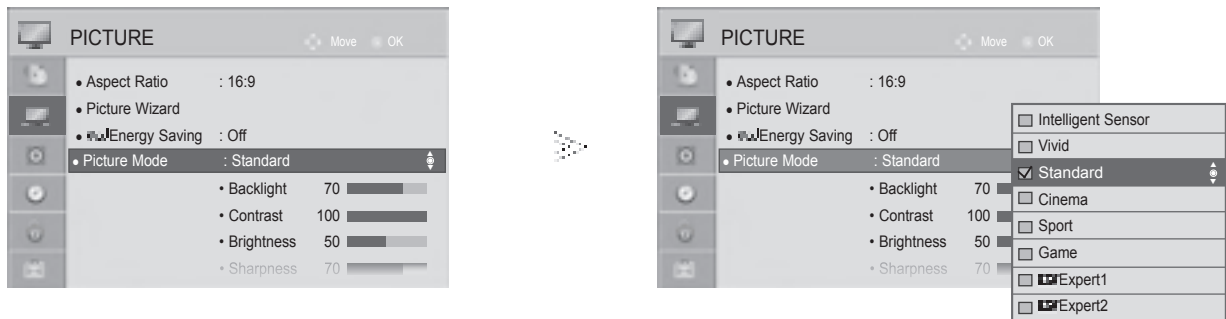 PICTURE
Move OK
• Aspect Ratio : 16:9
• Picture Wizard
• Energy Saving : Off
• Picture Mode : Standard
• Backlight 70
• Contrast 100
• Brightness 50
• Sharpness 70
PICTURE
Move OK
• Aspect Ratio : 16:9
• Picture Wizard
• Energy Saving : Off
• Picture Mode : Standard
• Backlight 70
• Contrast 100
• Brightness 50
• Sharpness 70
Intelligent Sensor
Vivid
Standard
Cinema
Sport
Game
Expert1
Expert2